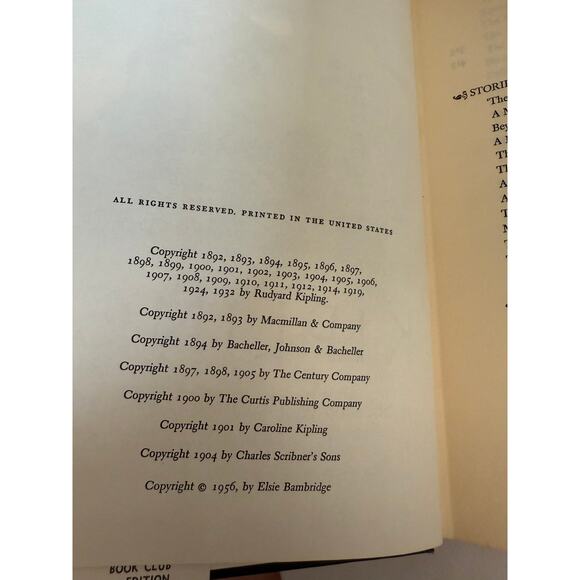 ALL RIGHTS RESERVED. PRINTED IN THE UNITED STATES
Copyright 1892, 1893, 1894, 1895, 1896, 1897,
1898, 1899, 1900, 1901, 1902, 1903, 1904, 1905, 1906,
1907, 1908, 1909, 1910, 1911, 1912, 1914, 1919,
1924, 1932 by Rudyard Kipling.
Copyright 1892, 1893 by Macmillan & Company
Copyright 1894 by Bacheller, Johnson & Bacheller
Copyright 1897, 1898, 1905 by The Century Company
Copyright 1900 by The Curtis Publishing Company
Copyright 1901 by Caroline Kipling
Copyright 1904 by Charles Scribner's Sons
Copyright © 1956, by Elsie Bambridge
BOOK CLUB
EDITION
STORIE
The
A
Bey
A
Th
A
A
T